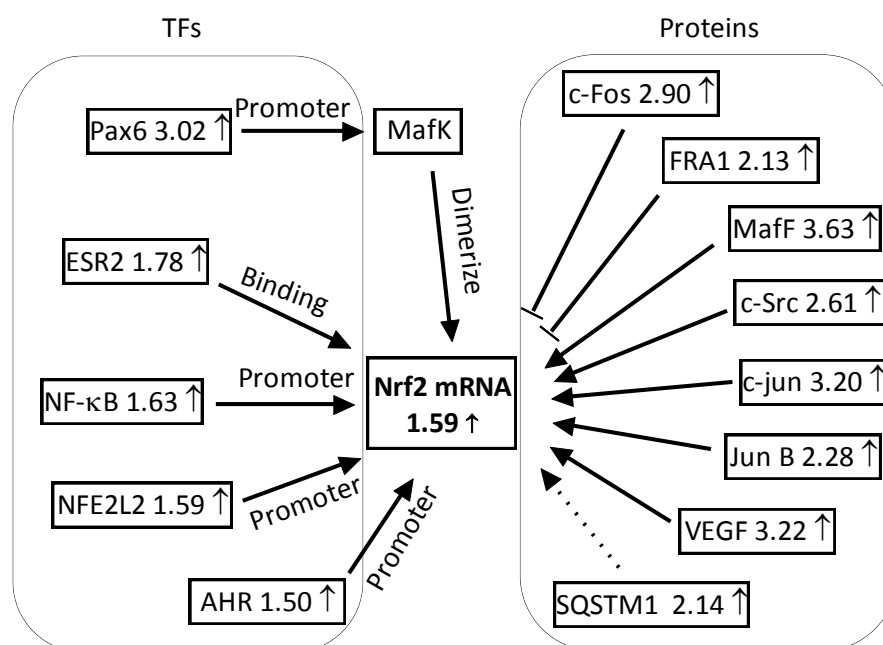 TFs
Proteins
c-Fos 2.90 ↑
Promoter
Pax6 3.02 ↑
MafK
FRA1 2.13 ↑
Dimerize
MafF 3.63 ↑
ESR2 1.78 ↑
Binding
c-Src 2.61 ↑
Promoter
Nrf2 mRNA
1.59 ↑
c-jun 3.20 ↑
NF-κB 1.63 ↑
Jun B 2.28 ↑
NFE2L2 1.59 ↑
Promoter
VEGF 3.22 ↑
Promoter
AHR 1.50 ↑
SQSTM1 2.14 ↑